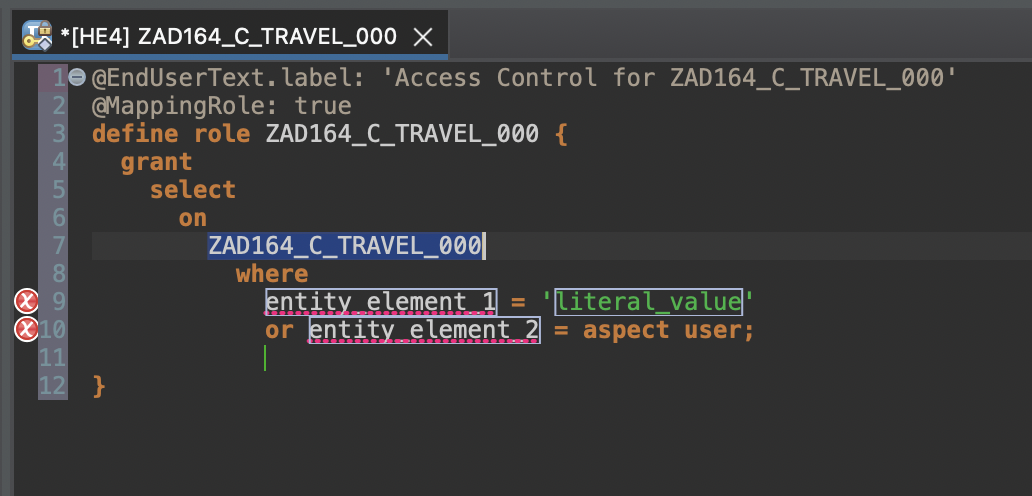 *[HE4] ZAD164_C_TRAVEL_000
1 @EndUserText.label: 'Access Control for ZAD164_C_TRAVEL_000'
2 @MappingRole: true
3 define role ZAD164_C_TRAVEL_000 {
4 grant
5 select
6 on
7 ZAD164_C_TRAVEL_000
8 where
9 entity_element_1 = 'literal_value'
10 or entity_element_2 = aspect user;
11
12 }